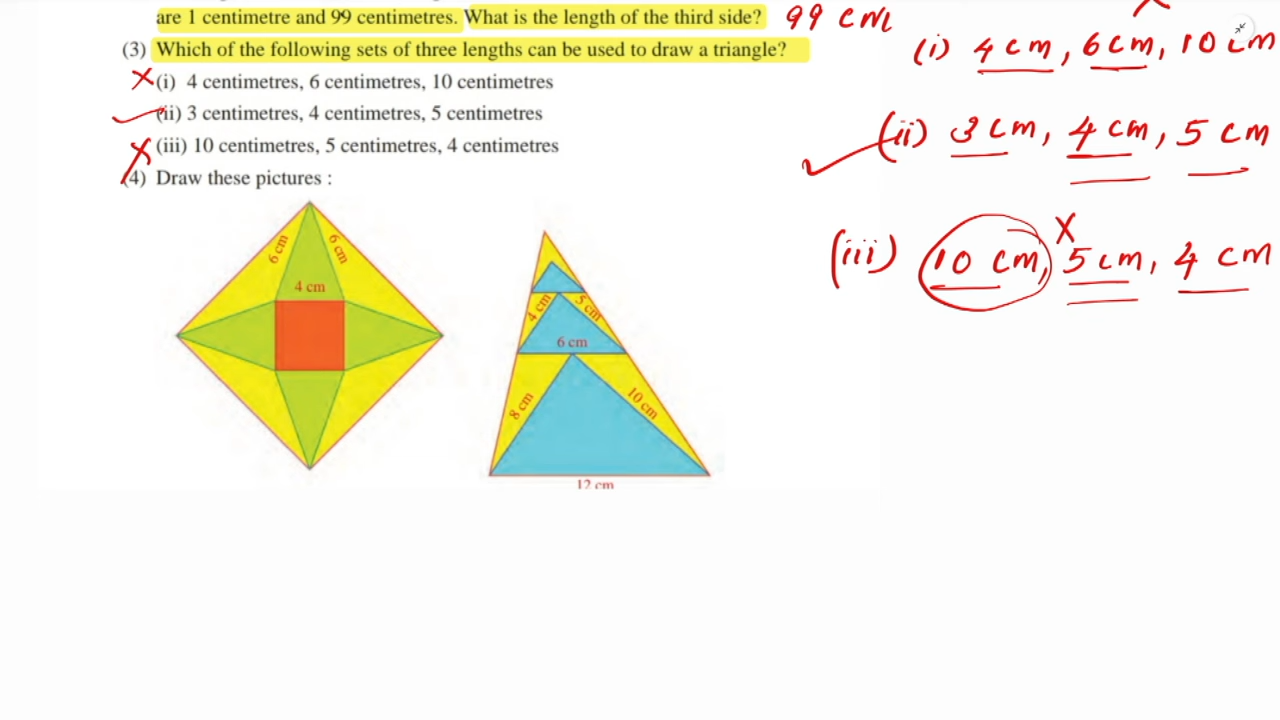 are 1 centimetre and 99 centimetres. What is the length of the third side? 99 cm
(3) Which of the following sets of three lengths can be used to draw a triangle?
(i) 4 centimetres, 6 centimetres, 10 centimetres
(ii) 3 centimetres, 4 centimetres, 5 centimetres
(iii) 10 centimetres, 5 centimetres, 4 centimetres
(4) Draw these pictures :
6 cm
6 cm
4 cm
4 cm
5 cm
6 cm
8 cm
10 cm
12 cm
(i) 4 cm, 6 cm, 10 cm
(ii) 3 cm, 4 cm, 5 cm
(iii) 10 cm, 5 cm, 4 cm